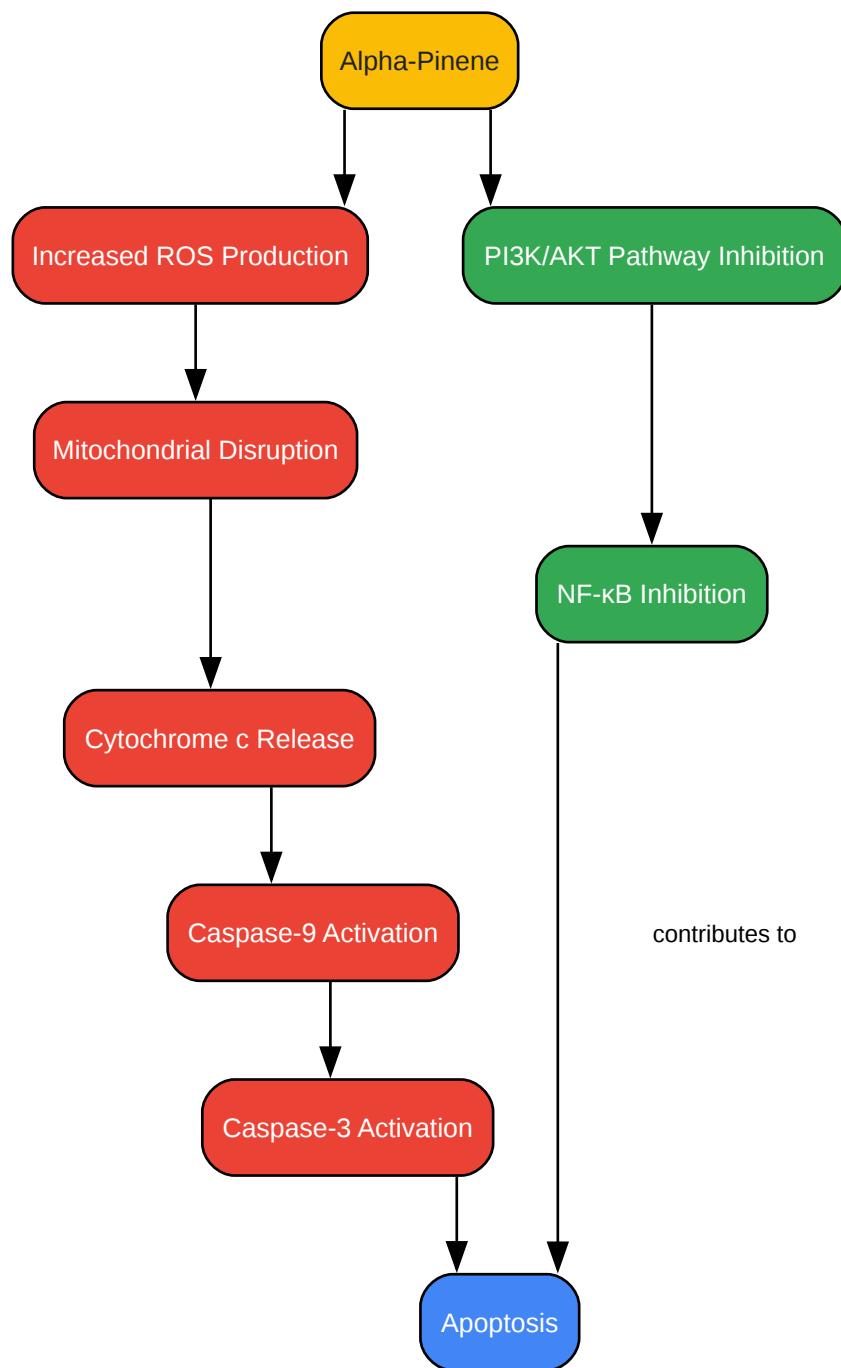 Alpha-Pinene
Increased ROS Production
PI3K/AKT Pathway Inhibition
Mitochondrial Disruption
NF-κB Inhibition
Cytochrome c Release
Caspase-9 Activation
contributes to
Caspase-3 Activation
Apoptosis